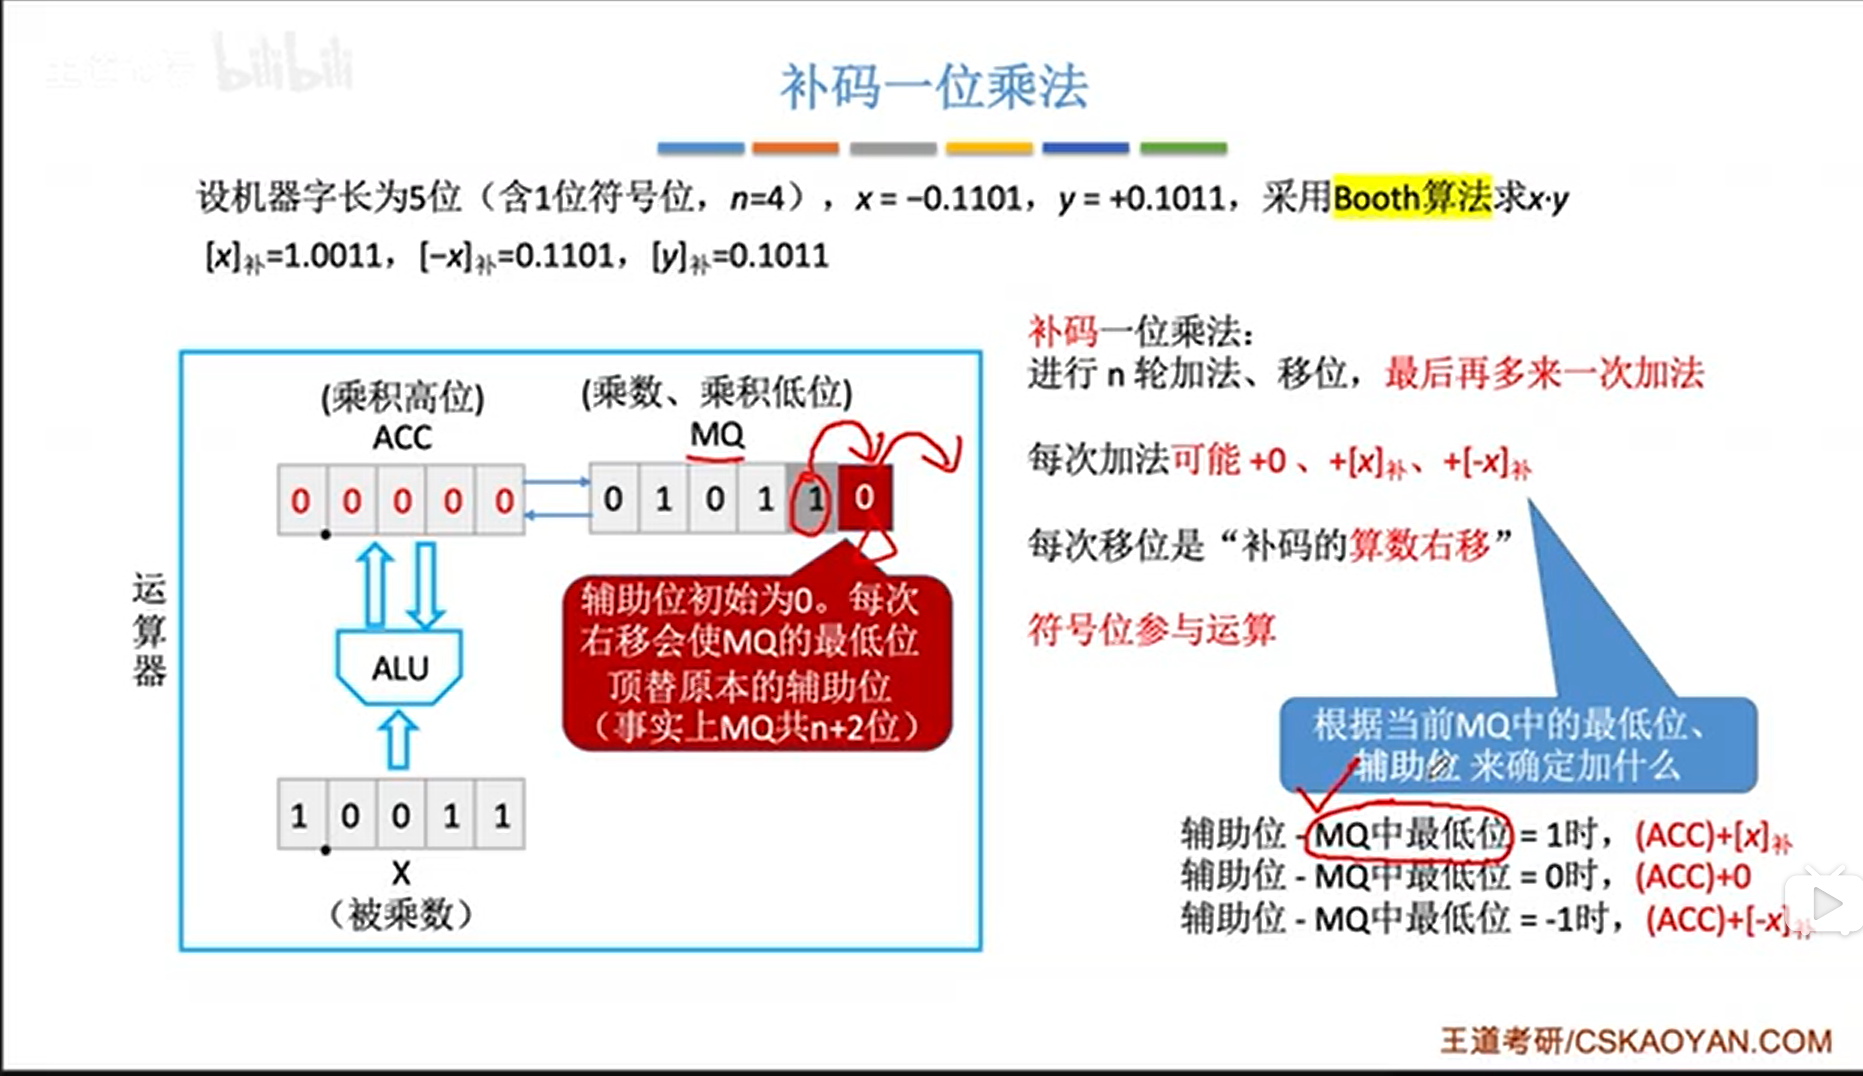 bilibili
补码一位乘法
设机器字长为5位（含1位符号位，n=4），x = −0.1101，y = +0.1011，采用Booth算法求x·y
[x]补=1.0011，[−x]补=0.1101，[y]补=0.1011
补码一位乘法：
进行 n 轮加法、移位，最后再多来一次加法
每次加法可能 +0 、+[x]补、+[-x]补
每次移位是“补码的算数右移”
符号位参与运算
(乘积高位)
ACC
(乘数、乘积低位)
MQ
0 0 0 0 0
0 1 0 1 1 0
运算器
ALU
辅助位初始为0。每次
右移会使MQ的最低位
顶替原本的辅助位
（事实上MQ共n+2位）
1 0 0 1 1
X
（被乘数）
根据当前MQ中的最低位、
辅助位 来确定加什么
辅助位 - MQ中最低位 = 1时，(ACC)+[x]补
辅助位 - MQ中最低位 = 0时，(ACC)+0
辅助位 - MQ中最低位 = -1时，(ACC)+[-x]补
王道考研/CSKAOYAN.COM